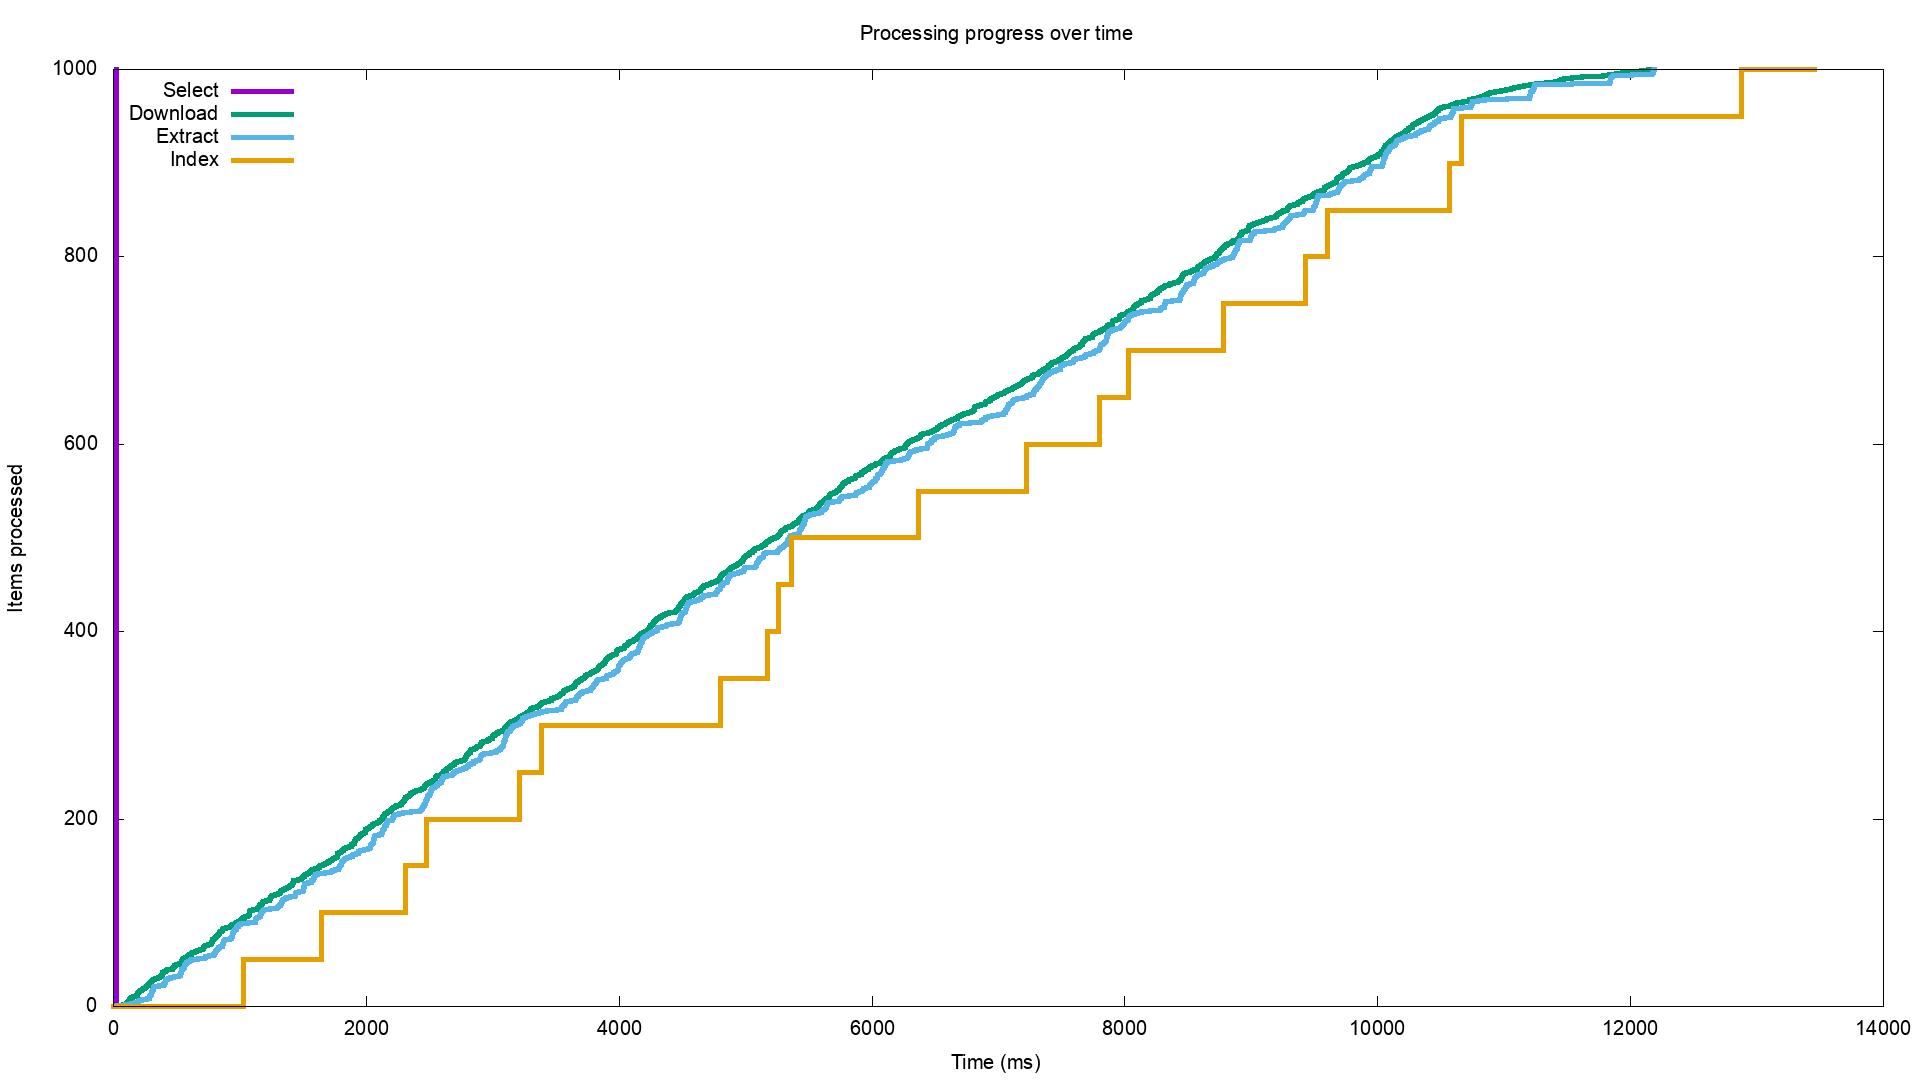 Processing progress over time
1000
800
600
400
200
0
Items processed
Select
Download
Extract
Index
0 2000 4000 6000 8000 10000 12000 14000
Time (ms)